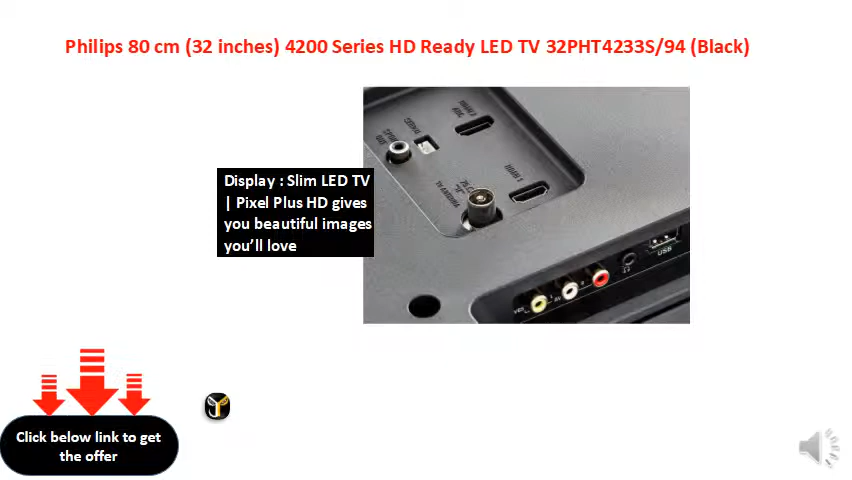 Philips 80 cm (32 inches) 4200 Series HD Ready LED TV 32PHT4233S/94 (Black)
Display : Slim LED TV
| Pixel Plus HD gives
you beautiful images
you'll love
USB
Click below link to get
the offer